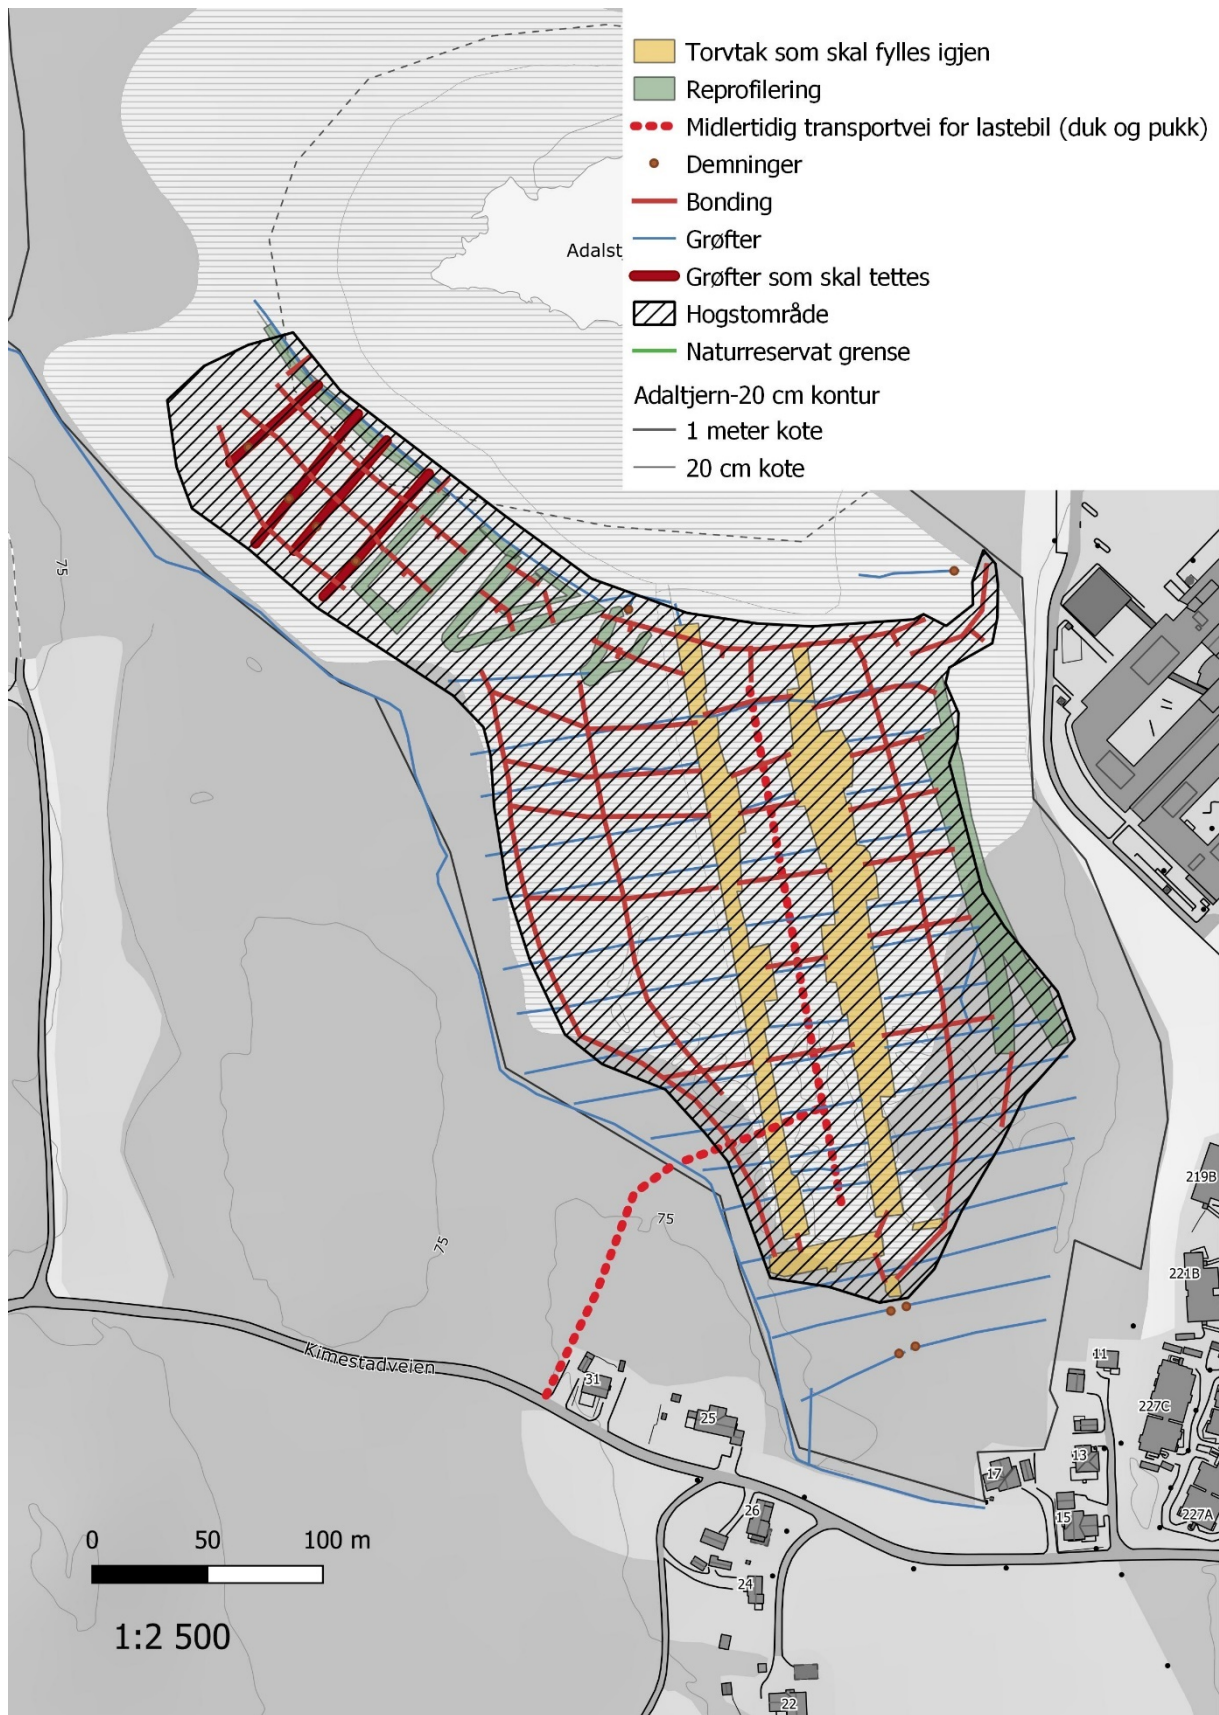 Torvtak som skal fylles igjen
Reprofilering
Midlertidig transportvei for lastebil (duk og pukk)
Demninger
Bonding
Grøfter
Grøfter som skal tettes
Hogstområde
Naturreservat grense
Adaltjern-20 cm kontur
1 meter kote
20 cm kote
Adalstj
75
75
75
219B
221B
Kimestadveien
31
11
25
227C
13
17
26
15
227A
24
22
0 50 100 m
1:2 500